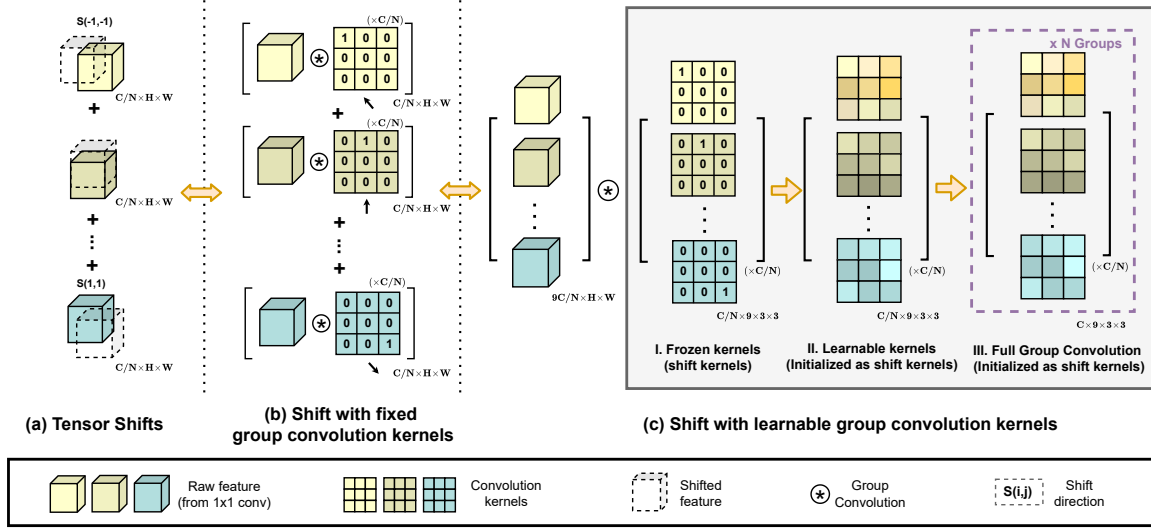 S(-1,-1)
C/N×H×W
+
C/N×H×W
+
+
S(1,1)
C/N×H×W
(a) Tensor Shifts
(×C/N)
1 0 0
0 0 0
0 0 0
C/N×H×W
+
(×C/N)
0 1 0
0 0 0
0 0 0
C/N×H×W
+
+
(×C/N)
0 0 0
0 0 0
0 0 1
C/N×H×W
(b) Shift with fixed
group convolution kernels
9C/N×H×W
1 0 0
0 0 0
0 0 0
0 1 0
0 0 0
0 0 0
0 0 0
0 0 0
0 0 1
(×C/N)
C/N×9×3×3
I. Frozen kernels
(shift kernels)
(×C/N)
C/N×9×3×3
II. Learnable kernels
(Initialized as shift kernels)
x N Groups
(×C/N)
C×9×3×3
III. Full Group Convolution
(Initialized as shift kernels)
(c) Shift with learnable group convolution kernels
Raw feature
(from 1x1 conv)
Convolution
kernels
Shifted
feature
Group
Convolution
S(i,j)
Shift
direction